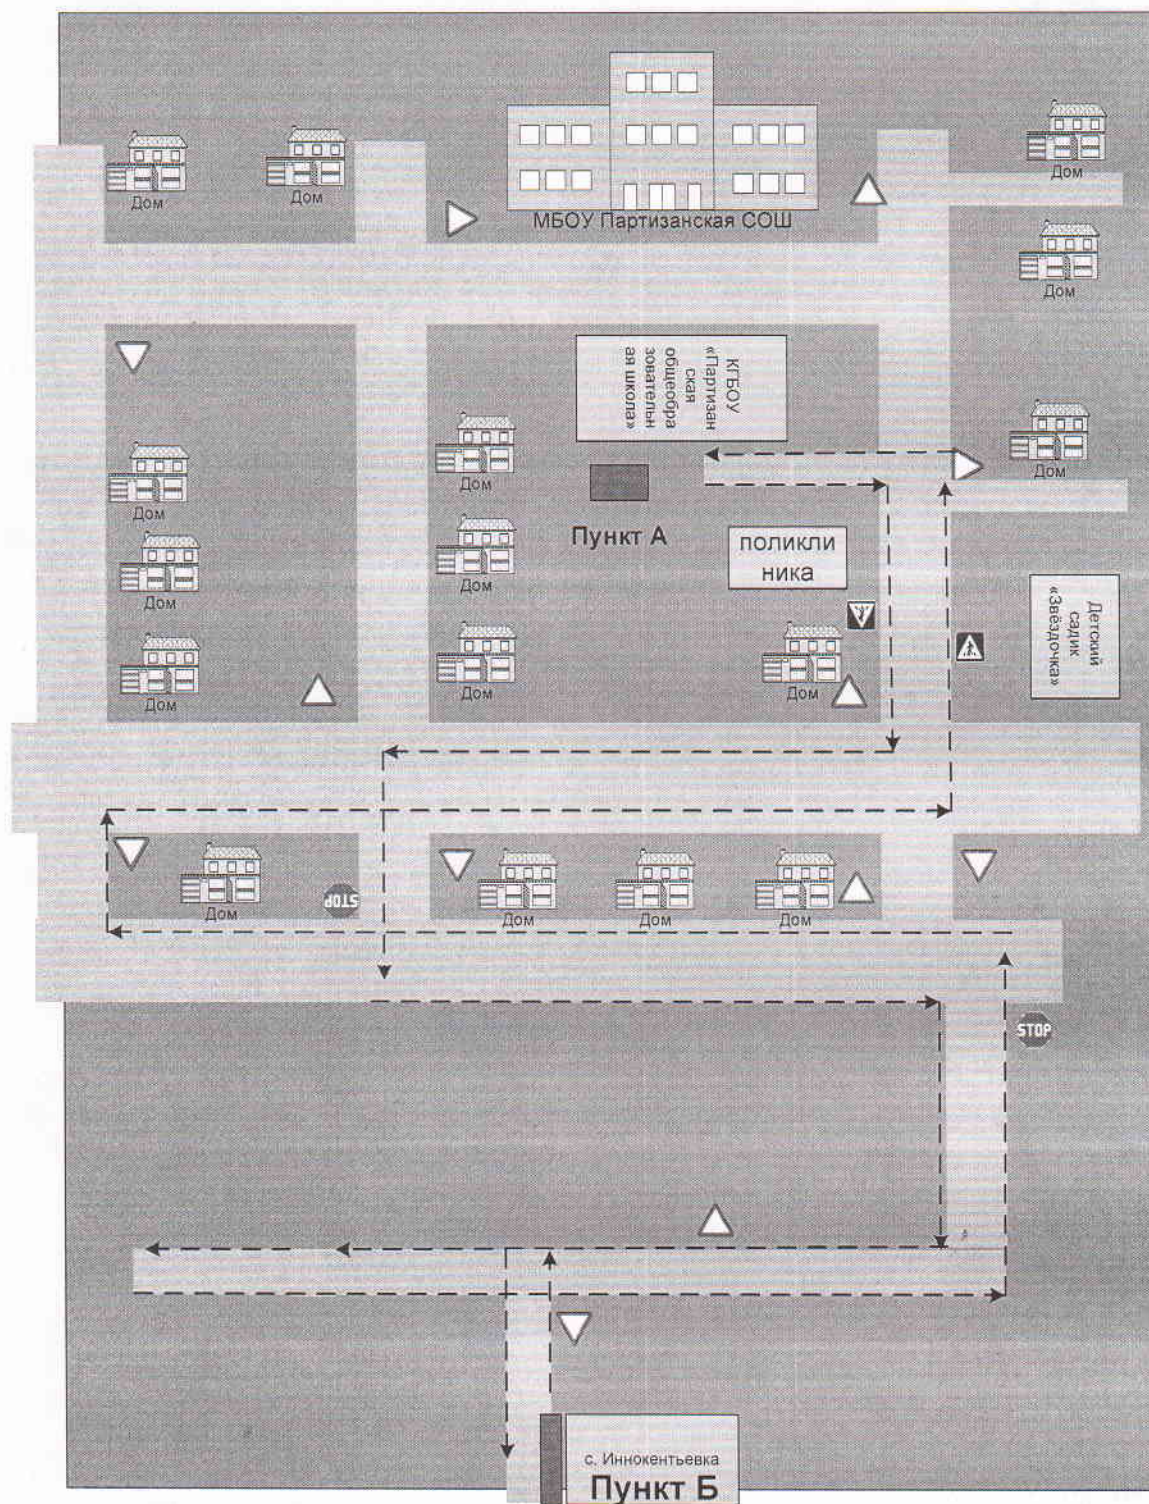 Дом
Дом
МБОУ Партизанская СОШ
Дом
Дом
КГБОУ
«Партизан
ская
общеобра
зовательн
ая школа»
Дом
Дом
Дом
Пункт А
Дом
поликли
ника
Дом
Детский
садик
«Звёздочка»
Дом
Дом
Дом
Дом
STOP
Дом
Дом
Дом
Дом
STOP
с. Иннокентьевка
Пункт Б